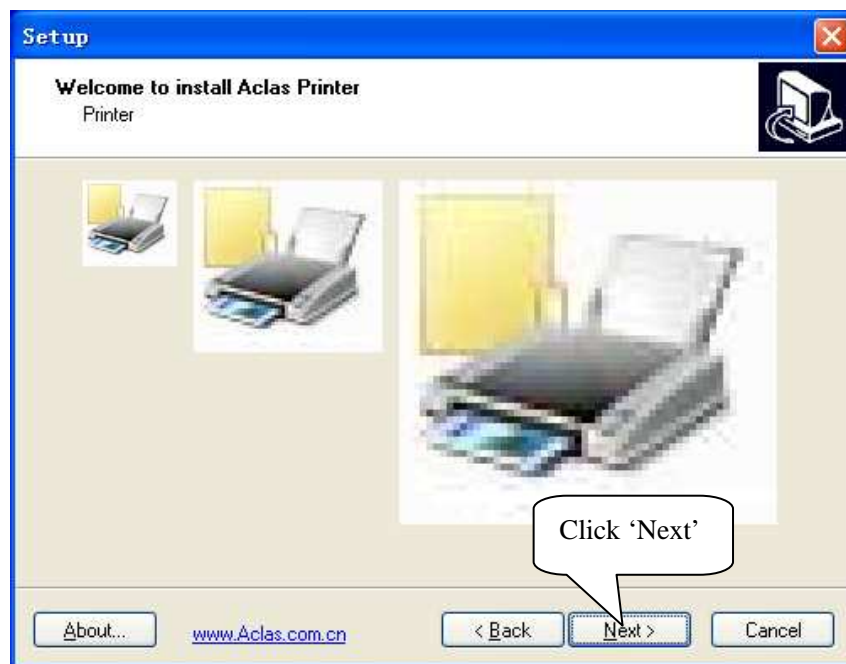 Setup
Welcome to install Aclas Printer
Printer
Click ‘Next’
About...
www.Aclas.com.cn
< Back
Next >
Cancel